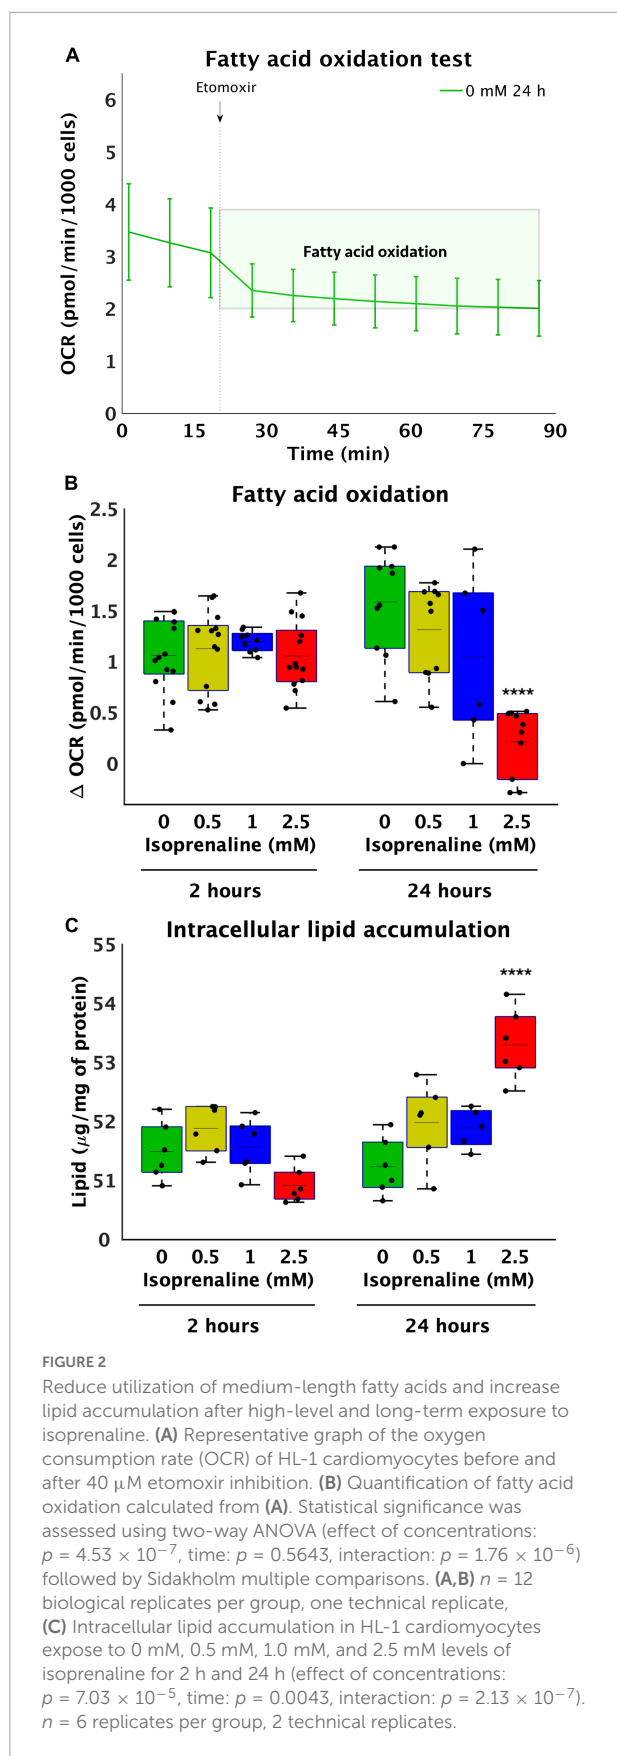 A
Fatty acid oxidation test
Etomoxir
0 mM 24 h
OCR (pmol/min/1000 cells)
6
5
4
3
2
1
0
Fatty acid oxidation
0 15 30 45 60 75 90
Time (min)
B
Fatty acid oxidation
Δ OCR (pmol/min/1000 cells)
2.5
2
1.5
1
0.5
0
****
0 0.5 1 2.5 0 0.5 1 2.5
Isoprenaline (mM) Isoprenaline (mM)
2 hours 24 hours
C
Intracellular lipid accumulation
Lipid (μg/mg of protein)
55
54
53
52
51
0
****
0 0.5 1 2.5 0 0.5 1 2.5
Isoprenaline (mM) Isoprenaline (mM)
2 hours 24 hours
FIGURE 2
Reduce utilization of medium-length fatty acids and increase
lipid accumulation after high-level and long-term exposure to
isoprenaline. (A) Representative graph of the oxygen
consumption rate (OCR) of HL-1 cardiomyocytes before and
after 40 μM etomoxir inhibition. (B) Quantification of fatty acid
oxidation calculated from (A). Statistical significance was
assessed using two-way ANOVA (effect of concentrations:
p = 4.53 × 10⁻⁷, time: p = 0.5643, interaction: p = 1.76 × 10⁻⁶)
followed by Sidakholm multiple comparisons. (A,B) n = 12
biological replicates per group, one technical replicate,
(C) Intracellular lipid accumulation in HL-1 cardiomyocytes
expose to 0 mM, 0.5 mM, 1.0 mM, and 2.5 mM levels of
isoprenaline for 2 h and 24 h (effect of concentrations:
p = 7.03 × 10⁻⁵, time: p = 0.0043, interaction: p = 2.13 × 10⁻⁷).
n = 6 replicates per group, 2 technical replicates.